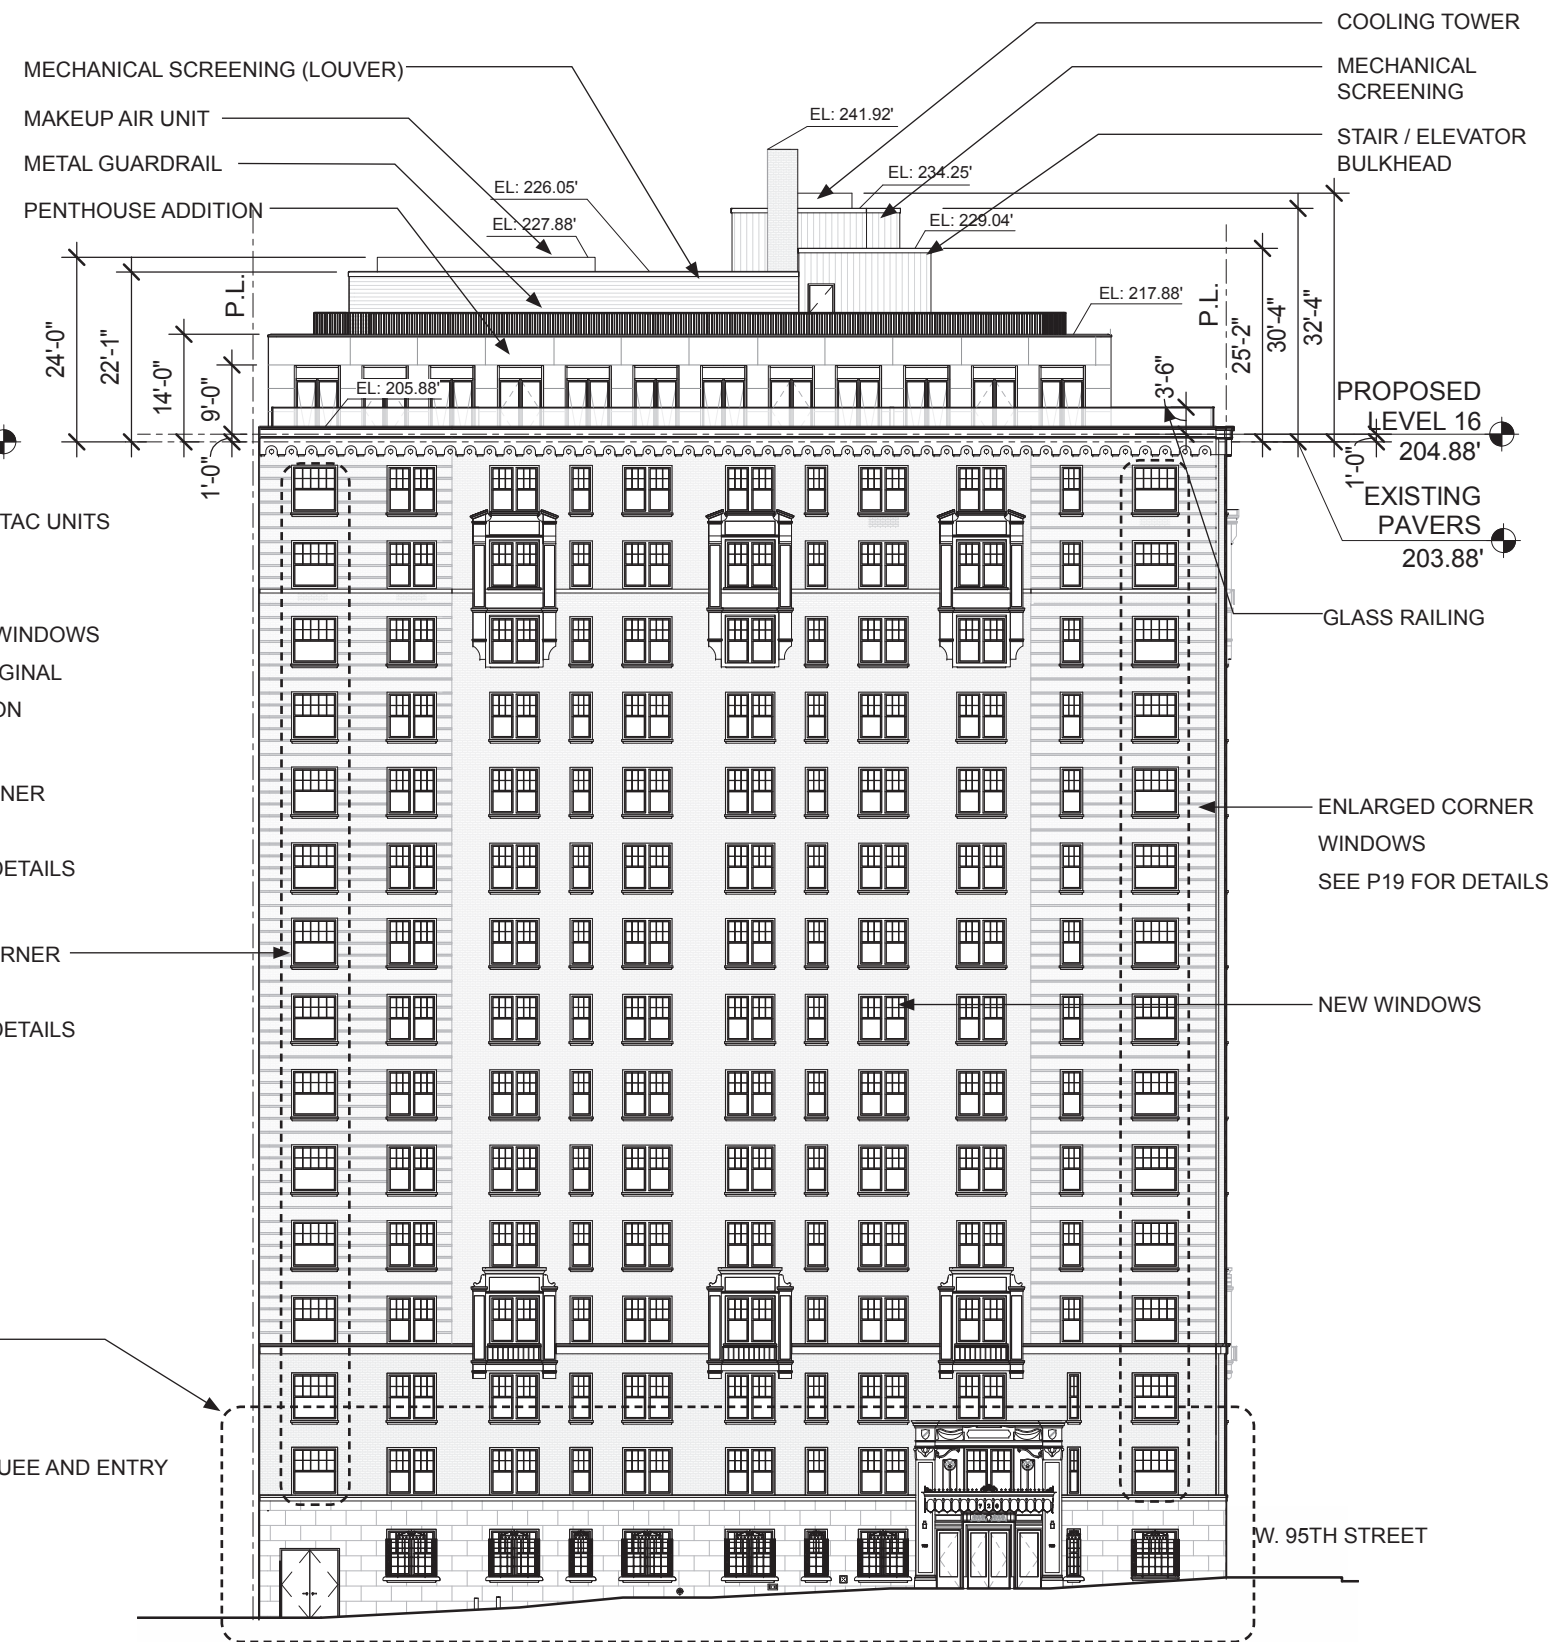 COOLING TOWER
MECHANICAL SCREENING (LOUVER)
MECHANICAL
SCREENING
MAKEUP AIR UNIT
EL: 241.92'
STAIR / ELEVATOR
BULKHEAD
METAL GUARDRAIL
EL: 234.25'
EL: 226.05'
PENTHOUSE ADDITION
EL: 227.88'
EL: 229.04'
P.L.
EL: 217.88'
P.L.
24'-0"
22'-1"
14'-0"
9'-0"
1'-0"
EL: 205.88'
3'-6"
25'-2"
30'-4"
32'-4"
1'-0"
PROPOSED
LEVEL 16
204.88'
EXISTING
PAVERS
203.88'
TAC UNITS
GLASS RAILING
WINDOWS
GINAL
ON
NER
ENLARGED CORNER
WINDOWS
SEE P19 FOR DETAILS
DETAILS
RNER
NEW WINDOWS
DETAILS
UEE AND ENTRY
720
W. 95TH STREET